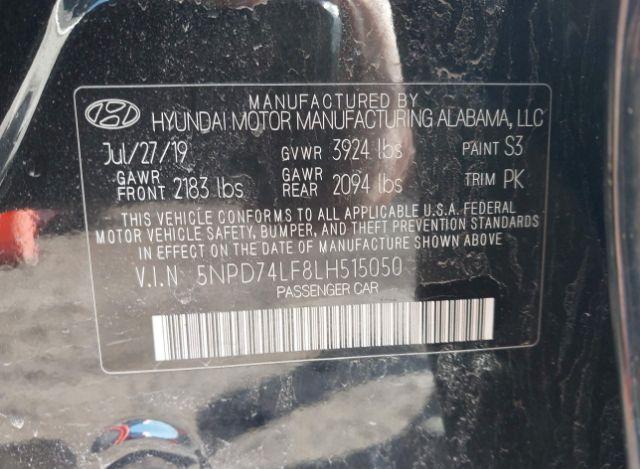 MANUFACTURED BY
HYUNDAI MOTOR MANUFACTURING ALABAMA, LLC
Jul/27/19 GVWR 3924 lbs PAINT S3
GAWR FRONT 2183 lbs GAWR REAR 2094 lbs TRIM PK
THIS VEHICLE CONFORMS TO ALL APPLICABLE U.S.A. FEDERAL
MOTOR VEHICLE SAFETY, BUMPER, AND THEFT PREVENTION STANDARDS
IN EFFECT ON THE DATE OF MANUFACTURE SHOWN ABOVE.
V.I.N 5NPD74LF8LH515050
PASSENGER CAR